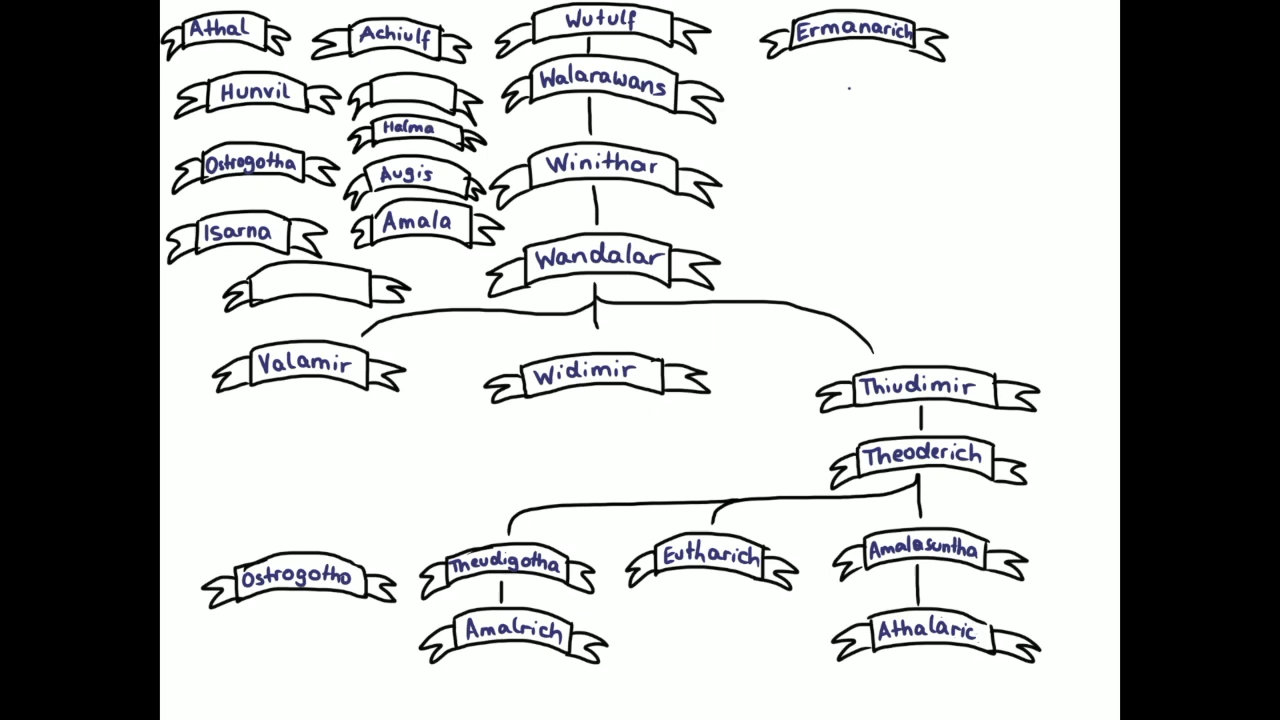 Athal
Achiulf
Wutulf
Ermanarich
Hunvil
Walarawans
Halma
Ostrogotha
Augis
Winithar
Isarna
Amala
Wandalar
Valamir
Widimir
Thiudimir
Theoderich
Ostrogotho
Theudigotha
Eutharich
Amalasuntha
Amalrich
Athalaric